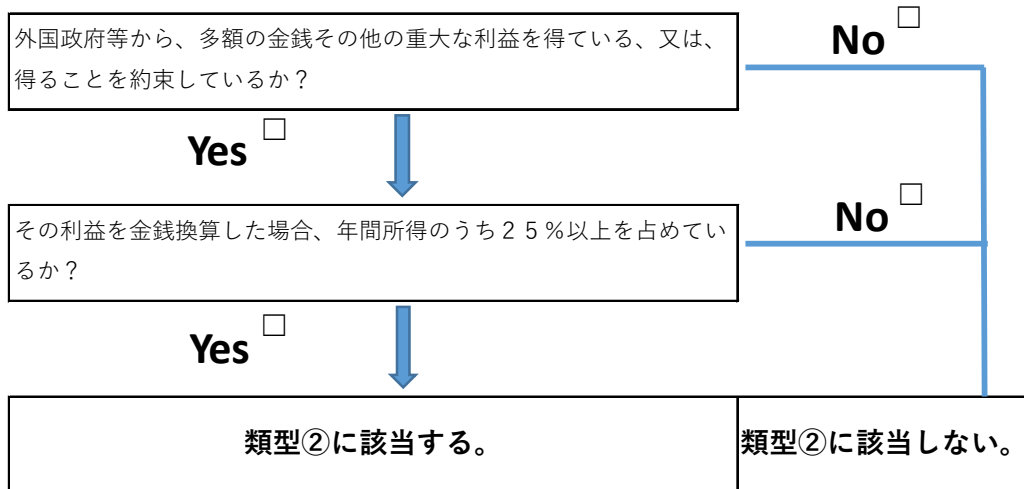 外国政府等から、多額の金銭その他の重大な利益を得ている、又は、
得ることを約束しているか？
No □
Yes □
その利益を金銭換算した場合、年間所得のうち２５％以上を占めてい
るか？
No □
Yes □
類型②に該当する。
類型②に該当しない。